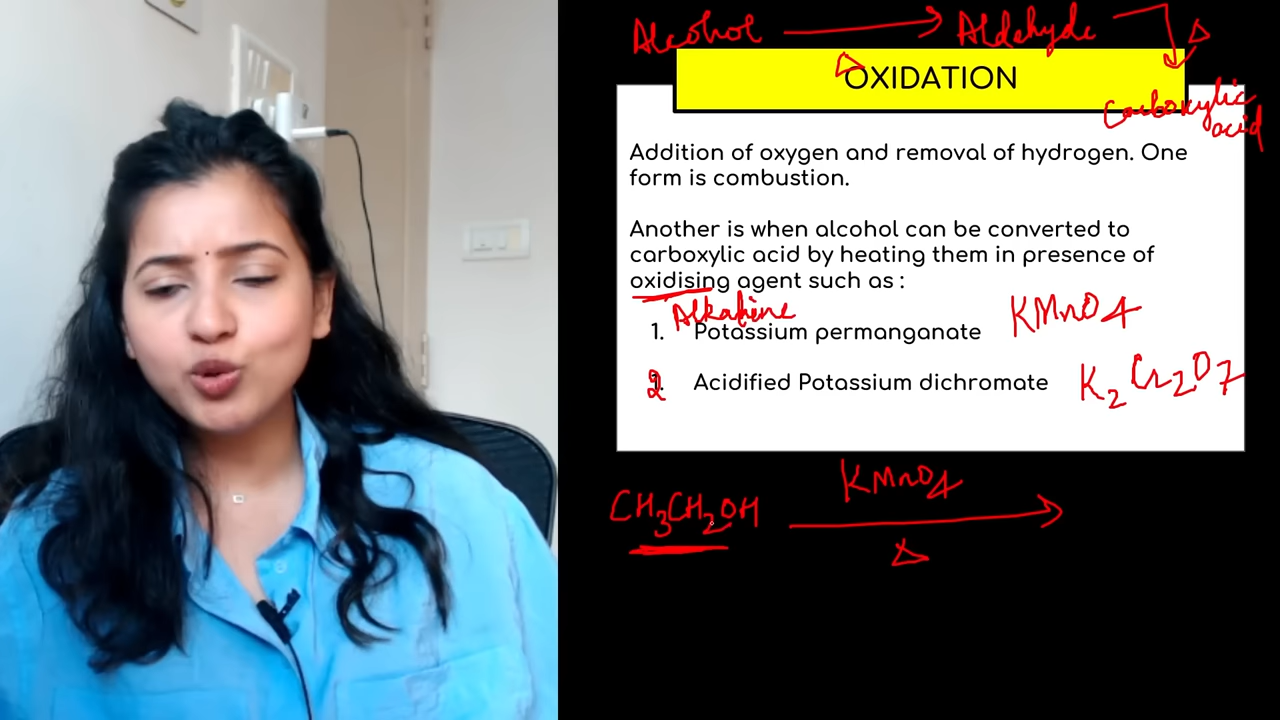 Alcohol → Aldehyde
Δ
Δ
Carboxylic
acid
OXIDATION
Addition of oxygen and removal of hydrogen. One
form is combustion.
Another is when alcohol can be converted to
carboxylic acid by heating them in presence of
oxidising agent such as :
Alkaline
1. Potassium permanganate KMnO4
2. Acidified Potassium dichromate K2Cr2O7
KMnO4
CH3CH2OH →
Δ